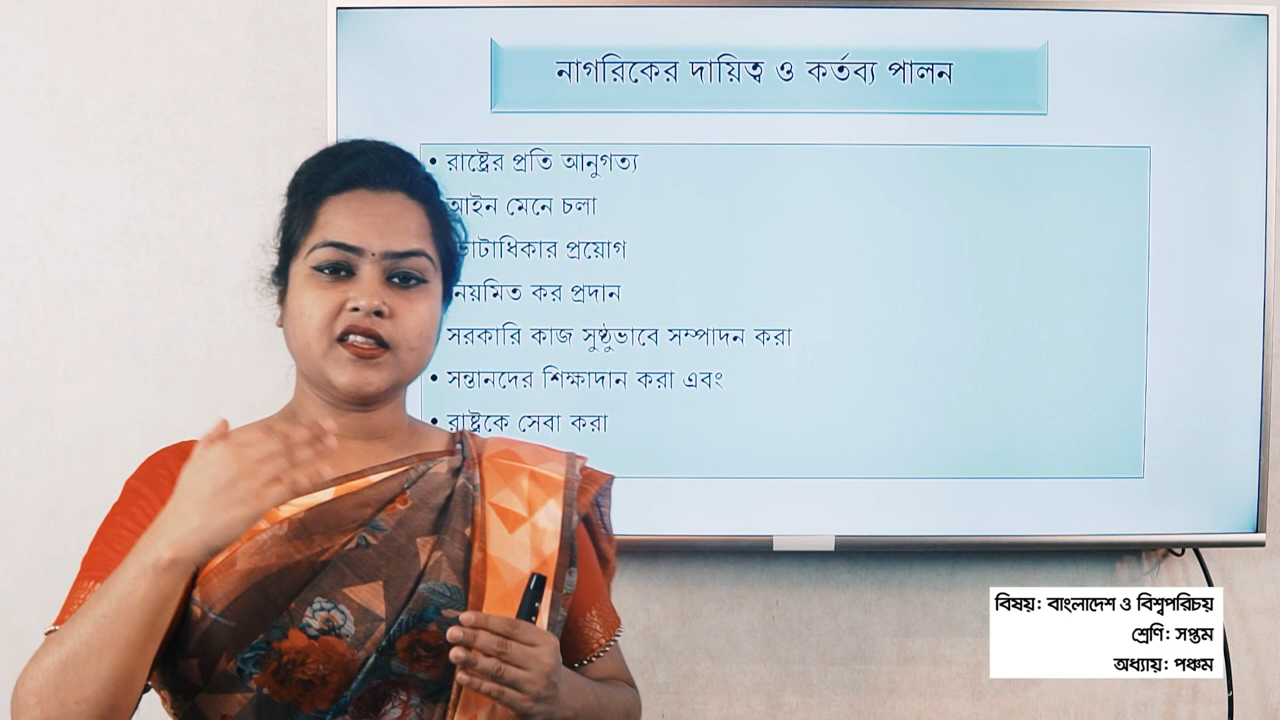 নাগরিকের দায়িত্ব ও কর্তব্য পালন
• রাষ্ট্রের প্রতি আনুগত্য
আইন মেনে চলা
প্রয়োগ
কর প্রদান
সরকারি কাজ সুষ্ঠুভাবে সম্পাদন করা
• সন্তানদের শিক্ষাদান করা এবং
• রাষ্ট্রকে সেবা করা
বিষয়: বাংলাদেশ ও বিশ্বপরিচয়
শ্রেণি: সপ্তম
অধ্যায়: পঞ্চম